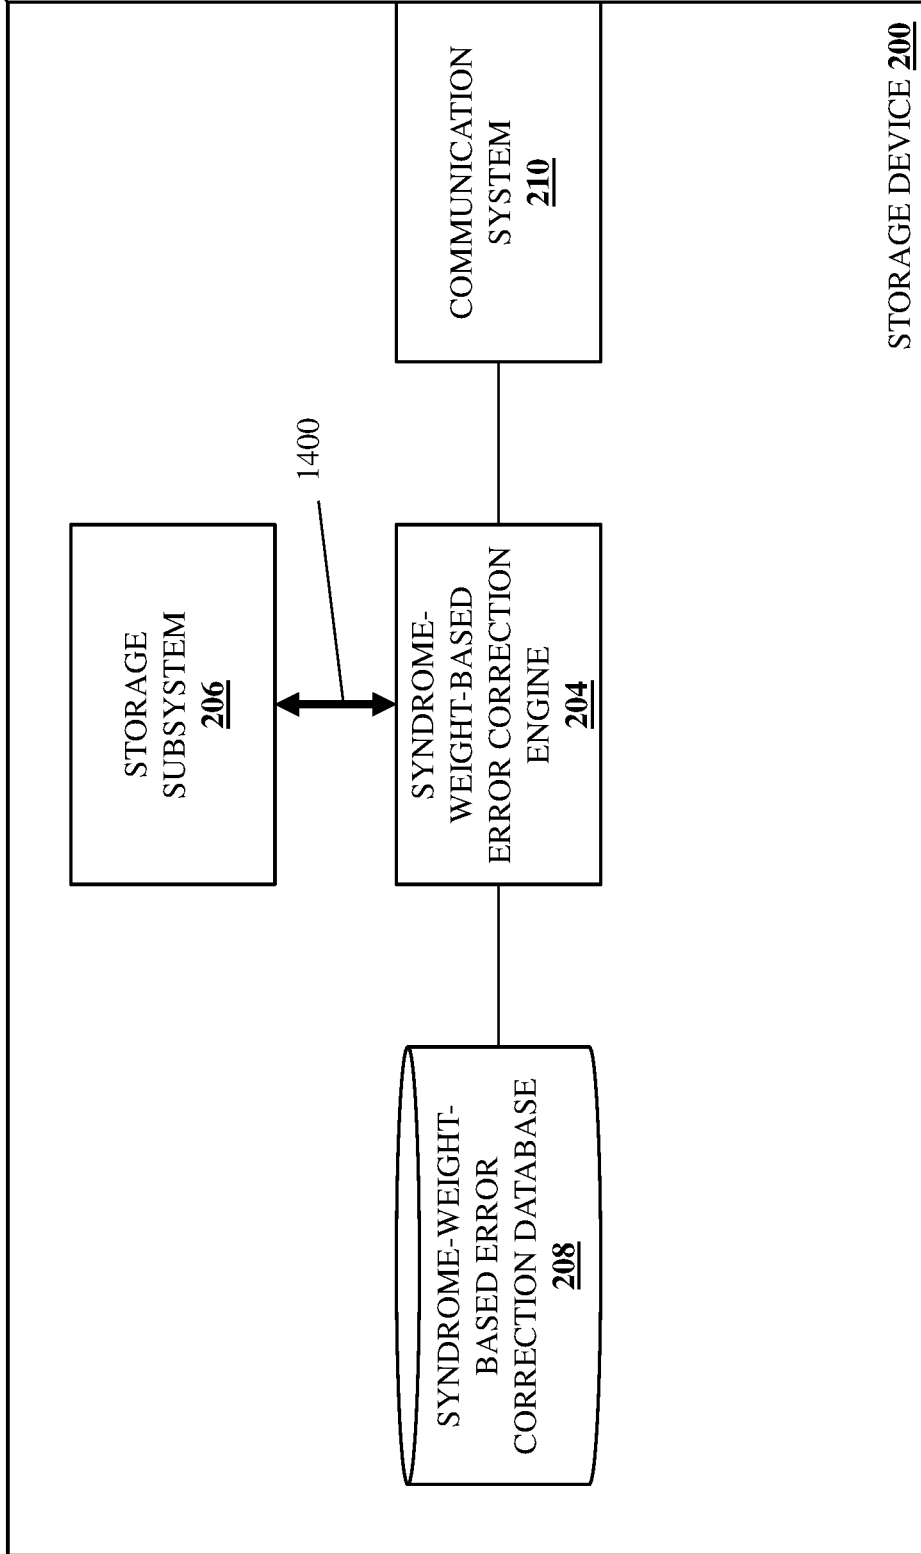 STORAGE
SUBSYSTEM
206
1400
SYNDROME-WEIGHT-
BASED ERROR
CORRECTION DATABASE
208
SYNDROME-
WEIGHT-BASED
ERROR CORRECTION
ENGINE
204
COMMUNICATION
SYSTEM
210
STORAGE DEVICE 200